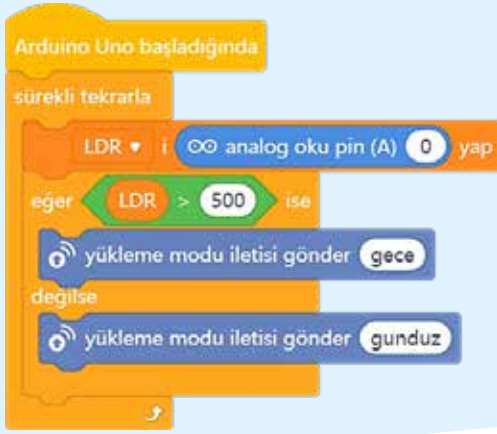 Arduino Uno başladığında
sürekli tekrarla
LDR i analog oku pin (A) 0 yap
eğer LDR > 500 ise
yükleme modu iletisi gönder gece
değilse
yükleme modu iletisi gönder gunduz